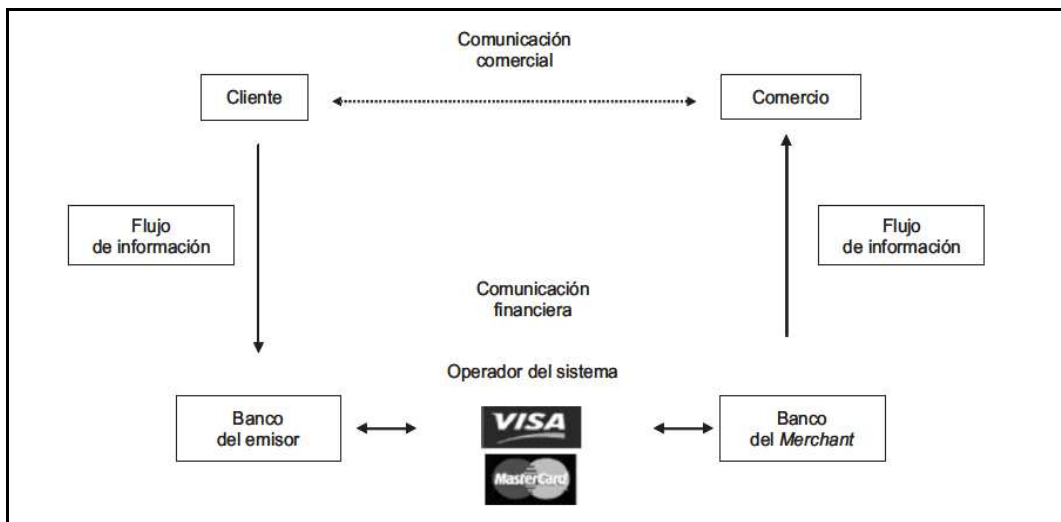 Comunicación
comercial
Cliente
Comercio
Flujo
de información
Flujo
de información
Comunicación
financiera
Operador del sistema
Banco
del emisor
VISA
MasterCard
Banco
del Merchant